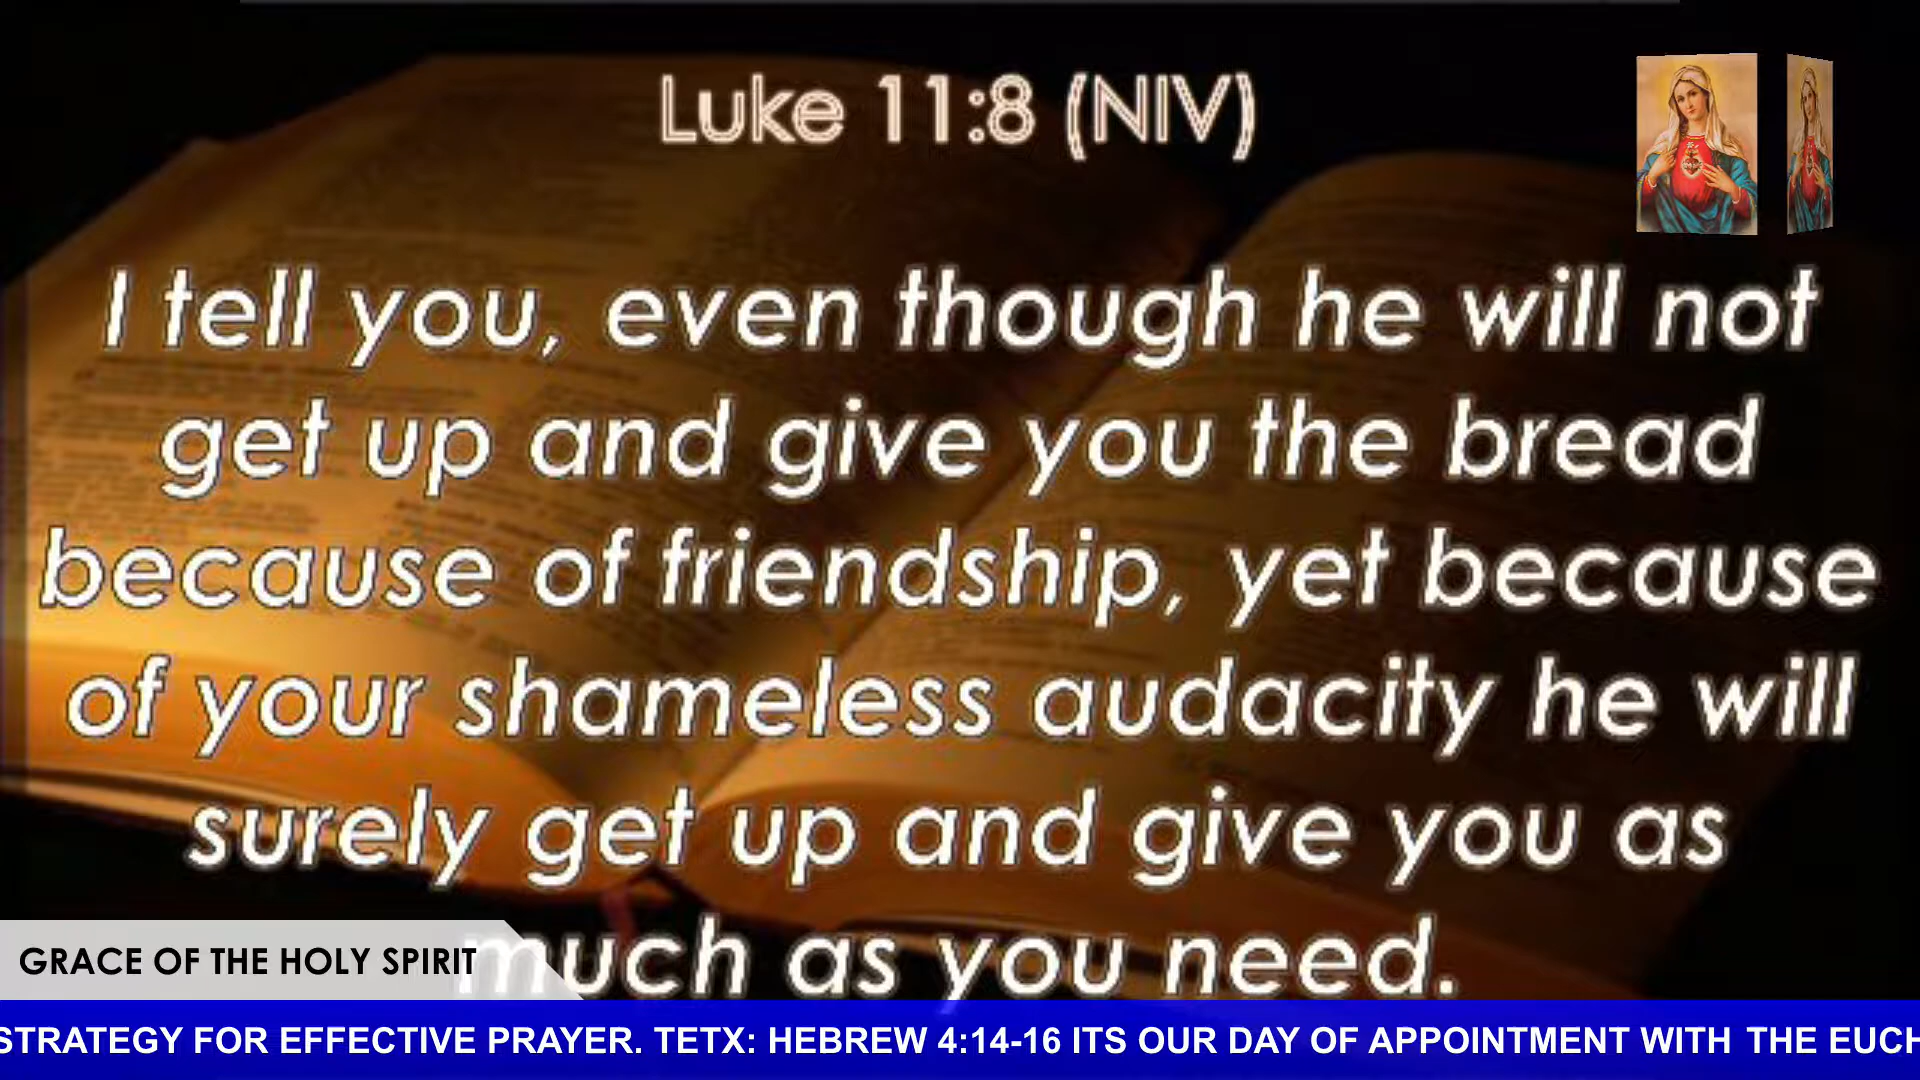 Luke 11:8 (NIV)
I tell you, even though he will not
get up and give you the bread
because of friendship, yet because
of your shameless audacity he will
surely get up and give you as
much as you need.
GRACE OF THE HOLY SPIRIT
STRATEGY FOR EFFECTIVE PRAYER. TETX: HEBREW 4:14-16 ITS OUR DAY OF APPOINTMENT WITH THE EUCH